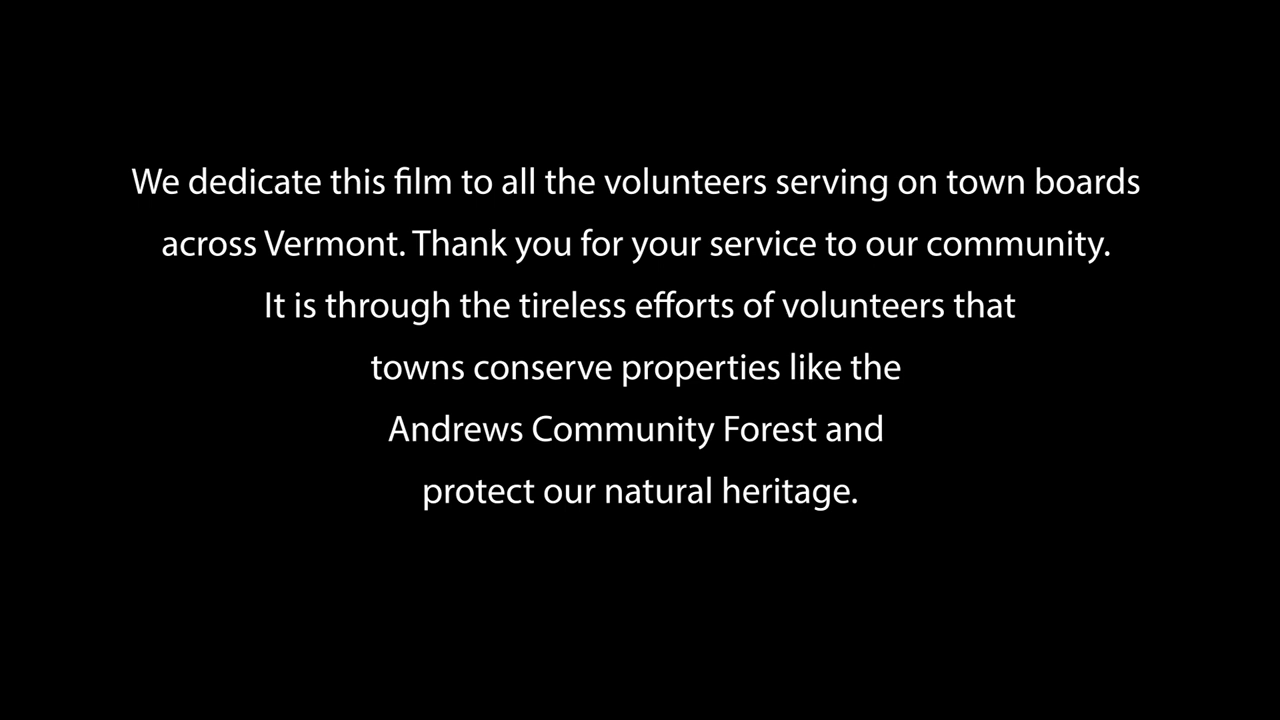 We dedicate this film to all the volunteers serving on town boards
across Vermont. Thank you for your service to our community.
It is through the tireless efforts of volunteers that
towns conserve properties like the
Andrews Community Forest and
protect our natural heritage.